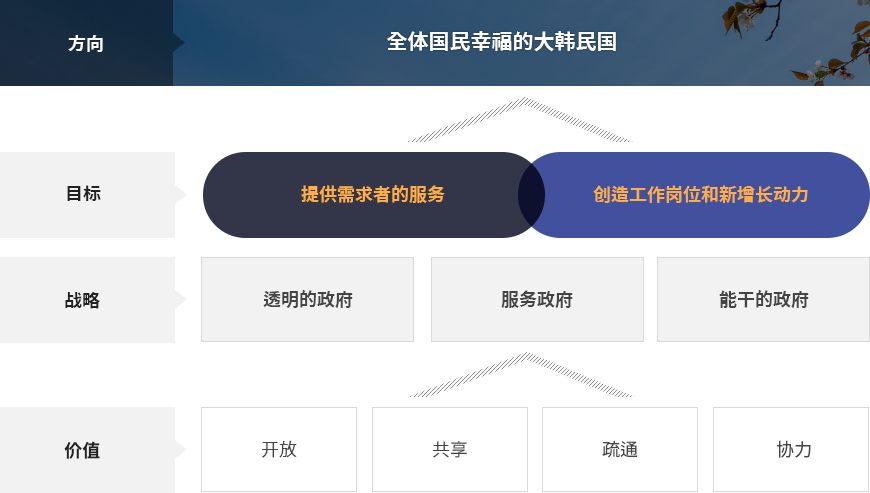 方向
全体国民幸福的大韩民国
目标
提供需求者的服务
创造工作岗位和新增长动力
战略
透明的政府
服务政府
能干的政府
价值
开放
共享
疏通
协力